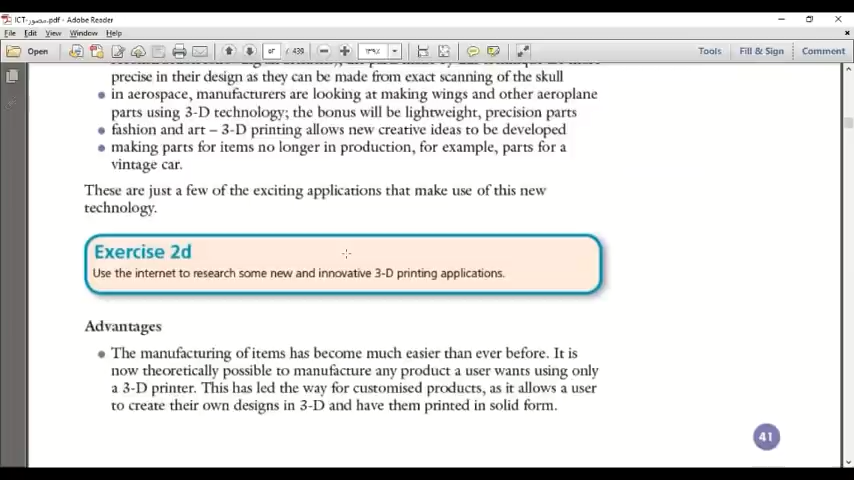 ICT-مصور.pdf - Adobe Reader
File Edit View Window Help
Open ٥٢ / 439 ١٣٩٪ Tools Fill & Sign Comment
precise in their design as they can be made from exact scanning of the skull
in aerospace, manufacturers are looking at making wings and other aeroplane
parts using 3-D technology; the bonus will be lightweight, precision parts
fashion and art – 3-D printing allows new creative ideas to be developed
making parts for items no longer in production, for example, parts for a
vintage car.
These are just a few of the exciting applications that make use of this new
technology.
Exercise 2d
Use the internet to research some new and innovative 3-D printing applications.
Advantages
The manufacturing of items has become much easier than ever before. It is
now theoretically possible to manufacture any product a user wants using only
a 3-D printer. This has led the way for customised products, as it allows a user
to create their own designs in 3-D and have them printed in solid form.
41